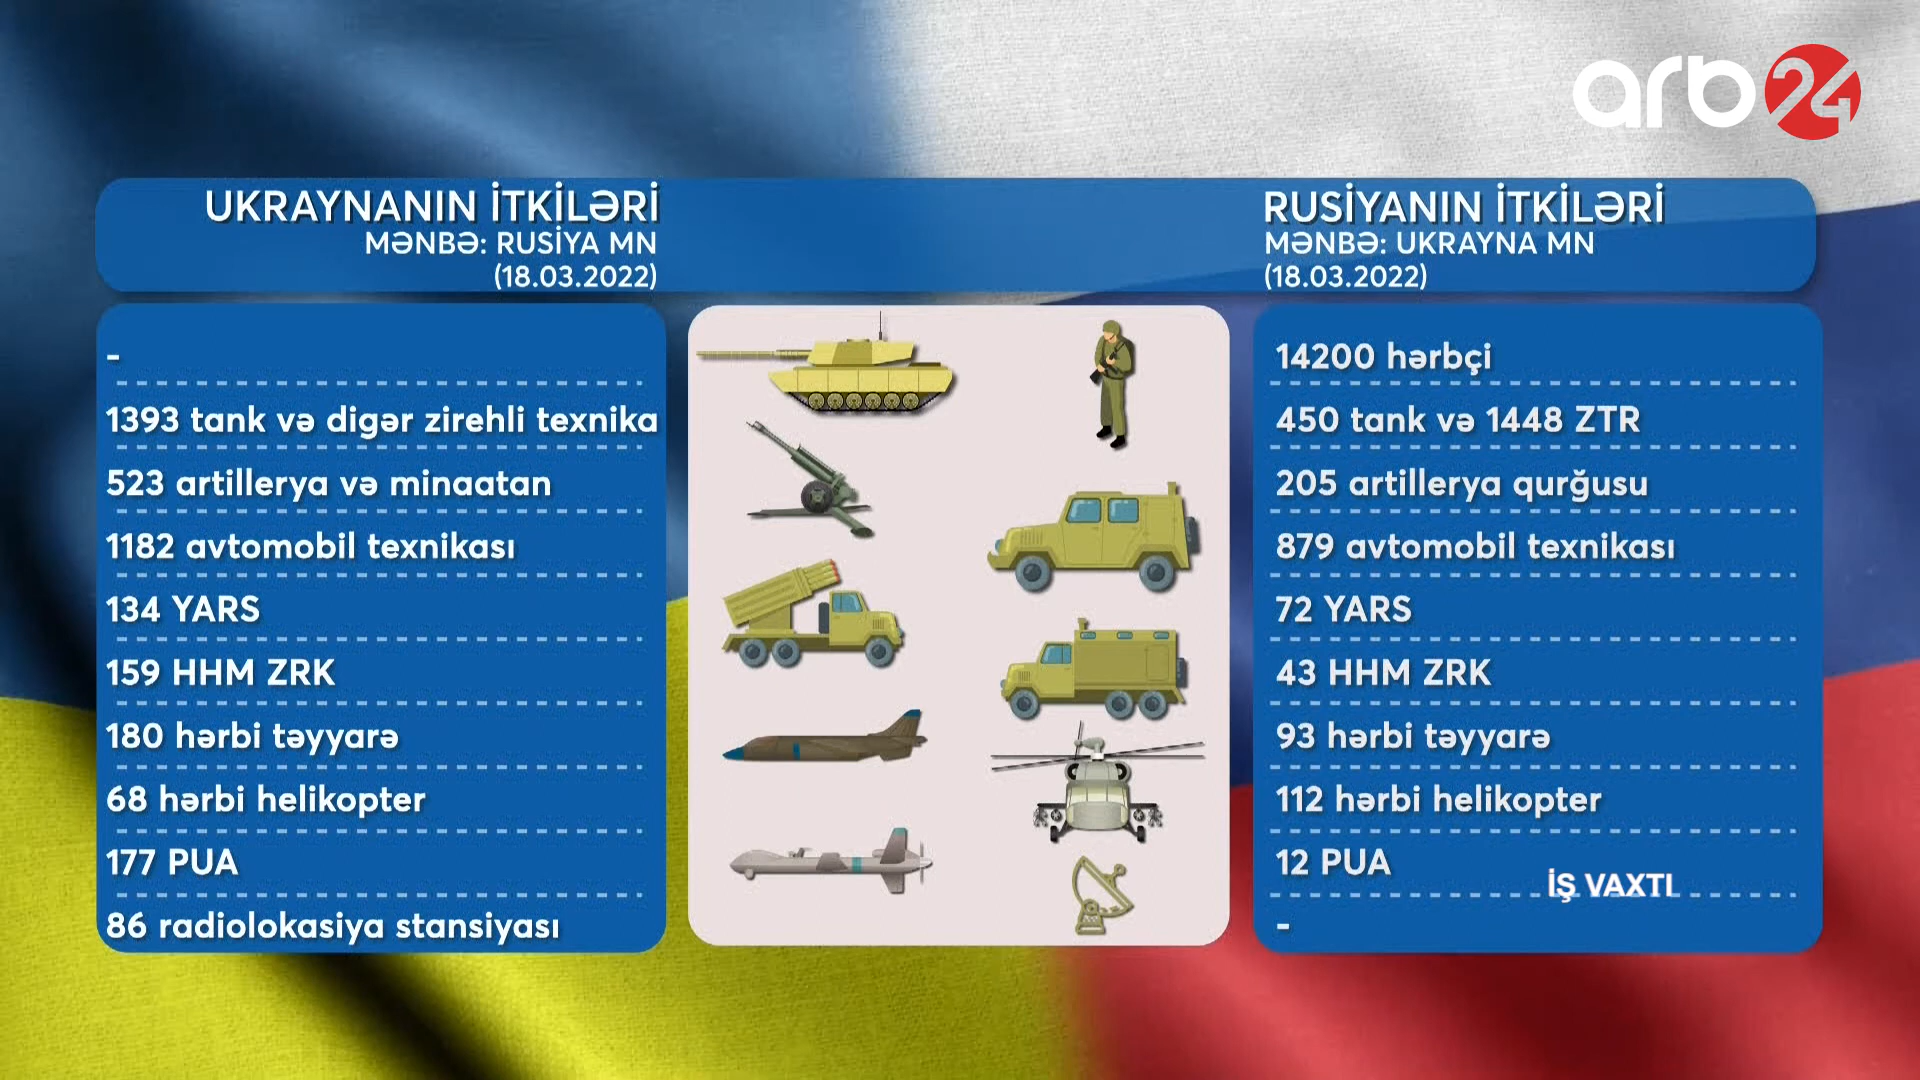 arb 24
UKRAYNANIN İTKİLƏRİ
MƏNBƏ: RUSİYA MN
(18.03.2022)
-
1393 tank və digər zirehli texnika
523 artillerya və minaatan
1182 avtomobil texnikası
134 YARS
159 HHM ZRK
180 hərbi təyyarə
68 hərbi helikopter
177 PUA
86 radiolokasiya stansiyası
RUSİYANIN İTKİLƏRİ
MƏNBƏ: UKRAYNA MN
(18.03.2022)
14200 hərbçi
450 tank və 1448 ZTR
205 artillerya qurğusu
879 avtomobil texnikası
72 YARS
43 HHM ZRK
93 hərbi təyyarə
112 hərbi helikopter
12 PUA
İŞ VAXTI
-